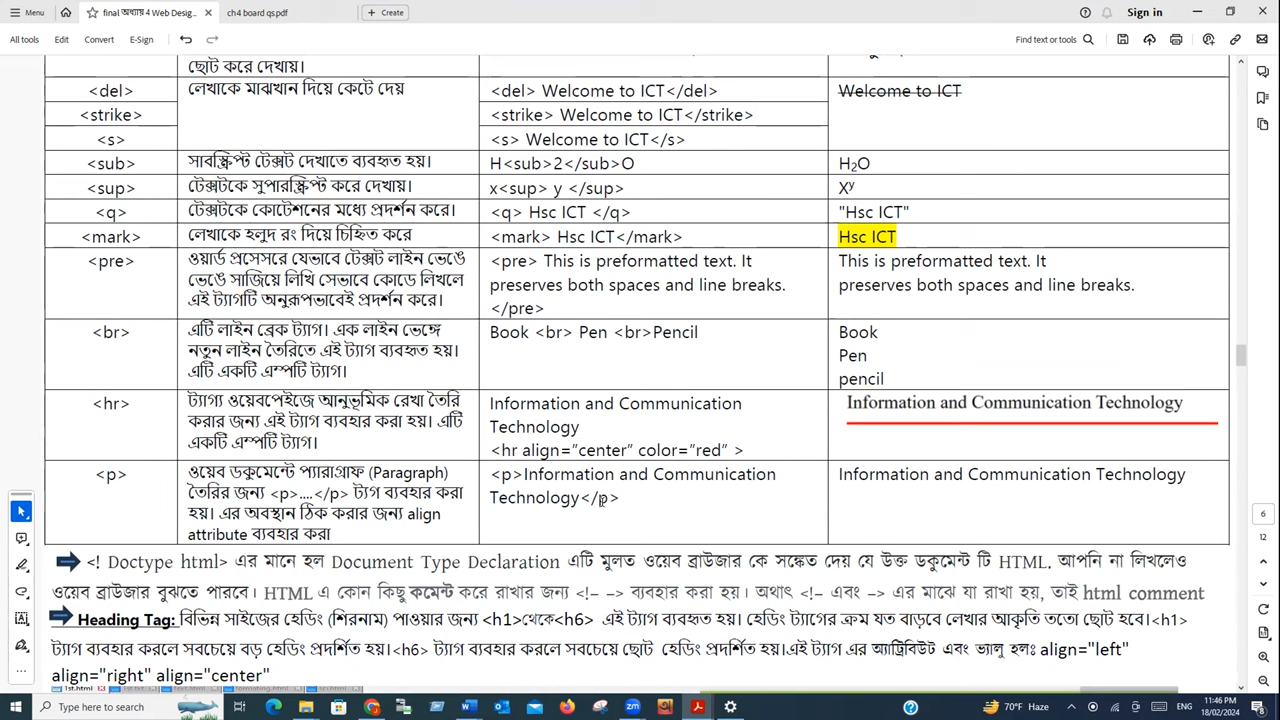 Menu
final অধ্যায় 4 Web Desig...
ch4 board qs.pdf
Create
Sign in
All tools
Edit
Convert
E-Sign
Find text or tools
ছোট করে দেখায়।
<del>
লেখাকে মাঝখান দিয়ে কেটে দেয়
<del> Welcome to ICT</del>
Welcome to ICT
<strike>
<strike> Welcome to ICT</strike>
<s>
<s> Welcome to ICT</s>
<sub>
সাবস্ক্রিপ্ট টেক্সট দেখাতে ব্যবহৃত হয়।
H<sub>2</sub>O
H₂O
<sup>
টেক্সটকে সুপারস্ক্রিপ্ট করে দেখায়।
x<sup> y </sup>
Xʸ
<q>
টেক্সটকে কোটেশনের মধ্যে প্রদর্শন করে।
<q> Hsc ICT </q>
"Hsc ICT"
<mark>
লেখাকে হলুদ রং দিয়ে চিহ্নিত করে
<mark> Hsc ICT</mark>
Hsc ICT
<pre>
ওয়ার্ড প্রসেসরে যেভাবে টেক্সট লাইন ভেঙে
ভেঙে সাজিয়ে লিখি সেভাবে কোডে লিখলে
এই ট্যাগটি অনুরূপভাবেই প্রদর্শন করে।
<pre> This is preformatted text. It
preserves both spaces and line breaks.
</pre>
This is preformatted text. It
preserves both spaces and line breaks.
<br>
এটি লাইন ব্রেক ট্যাগ। এক লাইন ভেঙ্গে
নতুন লাইন তৈরিতে এই ট্যাগ ব্যবহৃত হয়।
এটি একটি এম্পটি ট্যাগ।
Book <br> Pen <br>Pencil
Book
Pen
pencil
<hr>
ট্যাগ্য ওয়েবপেইজে আনুভূমিক রেখা তৈরি
করার জন্য এই ট্যাগ ব্যবহার করা হয়। এটি
একটি এম্পটি ট্যাগ।
Information and Communication
Technology
<hr align="center" color="red" >
Information and Communication Technology
<p>
ওয়েব ডকুমেন্টে প্যারাগ্রাফ (Paragraph)
তৈরির জন্য <p>....</p> ট্যগ ব্যবহার করা
হয়। এর অবস্থান ঠিক করার জন্য align
attribute ব্যবহার করা
<p>Information and Communication
Technology</p>
Information and Communication Technology
<! Doctype html> এর মানে হল Document Type Declaration এটি মুলত ওয়েব ব্রাউজার কে সঙ্কেত দেয় যে উক্ত ডকুমেন্ট টি HTML. আপনি না লিখলেও
ওয়েব ব্রাউজার বুঝতে পারবে। HTML এ কোন কিছু কমেন্ট করে রাখার জন্য <!– –> ব্যবহার করা হয়। অর্থাৎ <!– এবং –> এর মাঝে যা রাখা হয়, তাই html comment
Heading Tag: বিভিন্ন সাইজের হেডিং (শিরনাম) পাওয়ার জন্য <h1>থেকে<h6> এই ট্যাগ ব্যবহৃত হয়। হেডিং ট্যাগের ক্রম যত বাড়বে লেখার আকৃতি ততো ছোট হবে।<h1>
ট্যাগ ব্যবহার করলে সবচেয়ে বড় হেডিং প্রদর্শিত হয়।<h6> ট্যাগ ব্যবহার করলে সবচেয়ে ছোট হেডিং প্রদর্শিত হয়।এই ট্যাগ এর অ্যাট্রিবিউট এবং ভ্যালু হলঃ align="left"
align="right" align="center"
6
12
Type here to search
70°F Haze
ENG
11:46 PM
18/02/2024